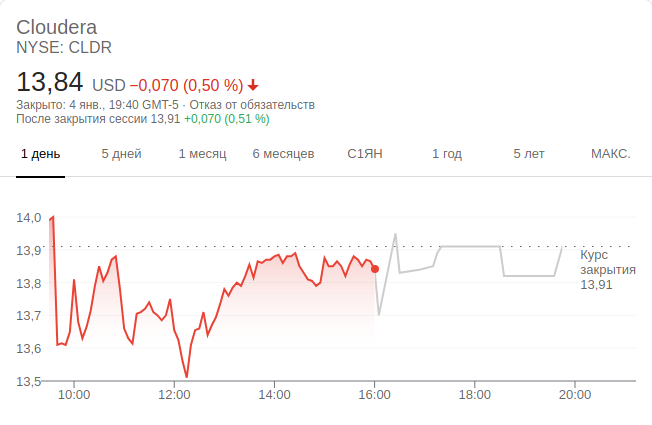 Cloudera
NYSE: CLDR
13,84 USD −0,070 (0,50 %)
Закрыто: 4 янв., 19:40 GMT-5 · Отказ от обязательств
После закрытия сессии 13,91 +0,070 (0,51 %)
1 день 5 дней 1 месяц 6 месяцев С1ЯН 1 год 5 лет МАКС.
14,0
13,9
13,8
13,7
13,6
13,5
Курс
закрытия
13,91
10:00 12:00 14:00 16:00 18:00 20:00